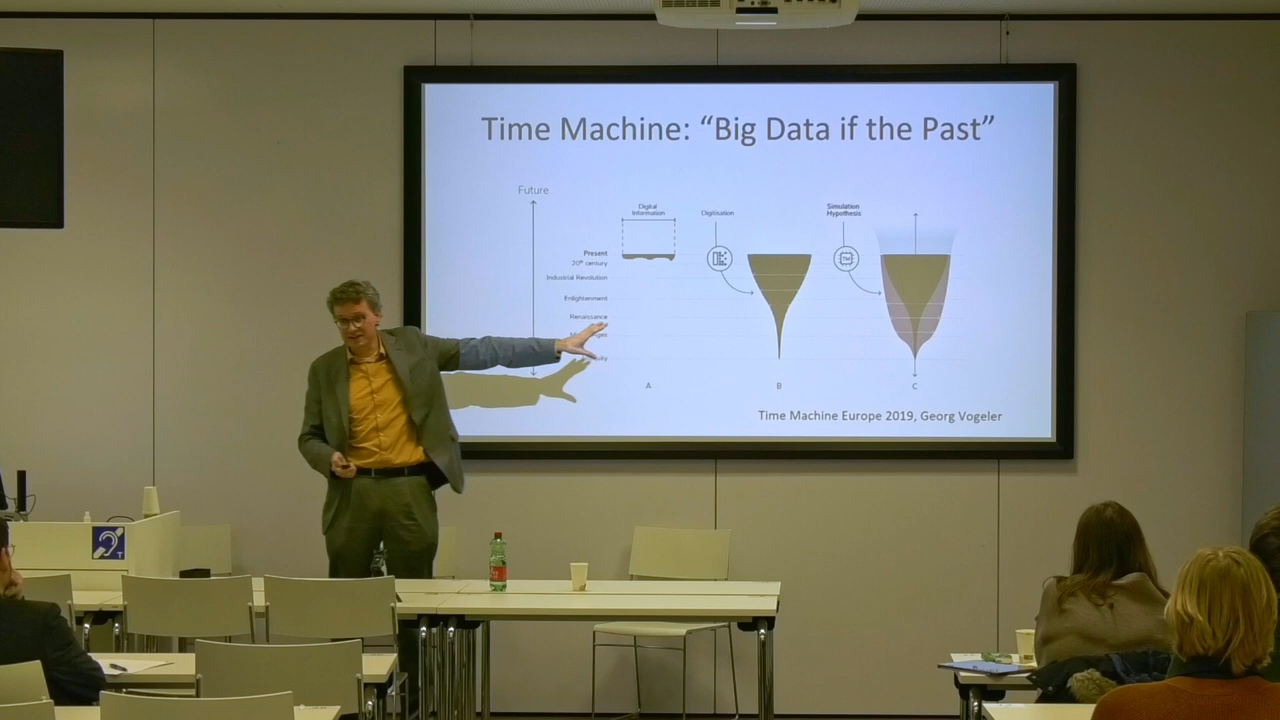 Time Machine: “Big Data if the Past”
Future
Digital
Information
Digitisation
Simulation
Hypothesis
Present
20th century
TM
Industrial Revolution
Enlightenment
Renaissance
A
B
C
Time Machine Europe 2019, Georg Vogeler
T